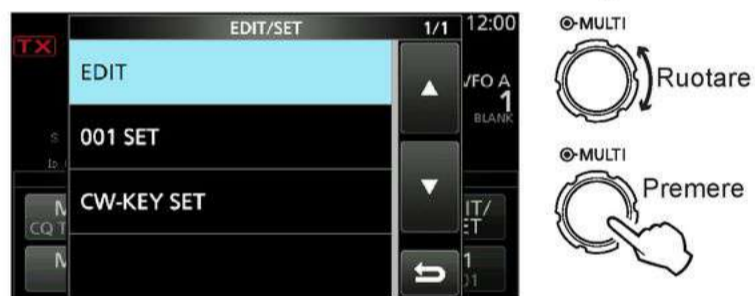 EDIT/SET 1/1 12:00
TX
EDIT
VFO A
1
BLANK
001 SET
CW-KEY SET
CQ
MULTI
Ruotare
MULTI
Premere